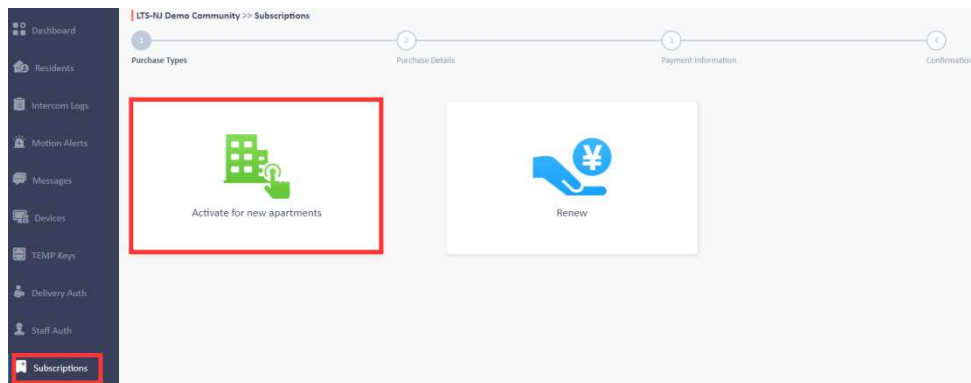 LTS-NJ Demo Community >> Subscriptions
Dashboard
Residents
Intercom Logs
Motion Alerts
Messages
Devices
TEMP Keys
Delivery Auth
Staff Auth
Subscriptions
1
Purchase Types
2
Purchase Details
3
Payment Information
4
Confirmation
Activate for new apartments
¥
Renew